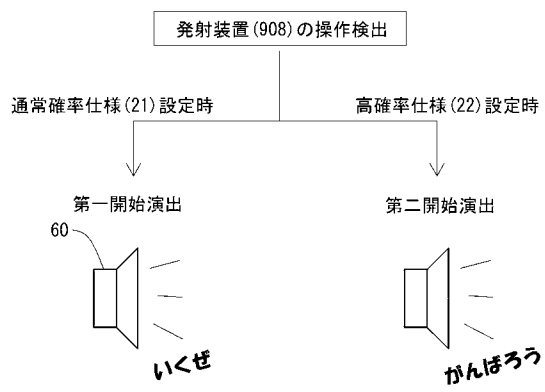 発射装置(908)の操作検出
通常確率仕様(21)設定時
高確率仕様(22)設定時
第一開始演出
第二開始演出
60
いくぜ
がんばろう